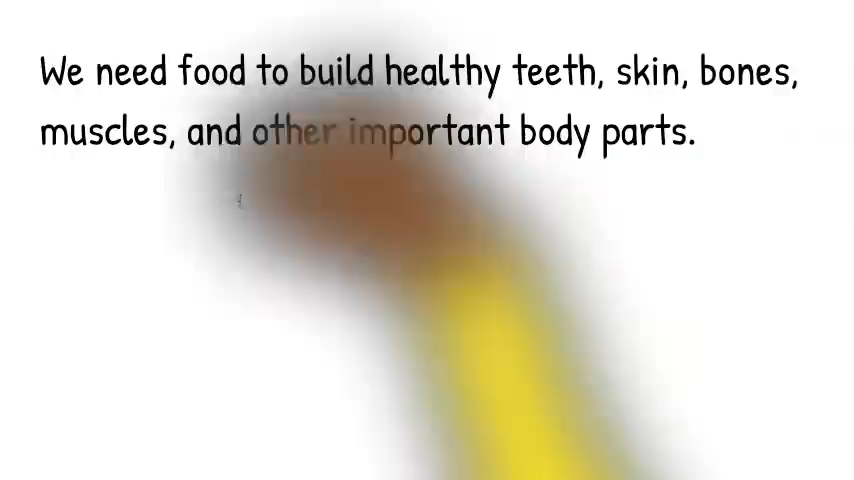 We need food to build healthy teeth, skin, bones,
muscles, and other important body parts.